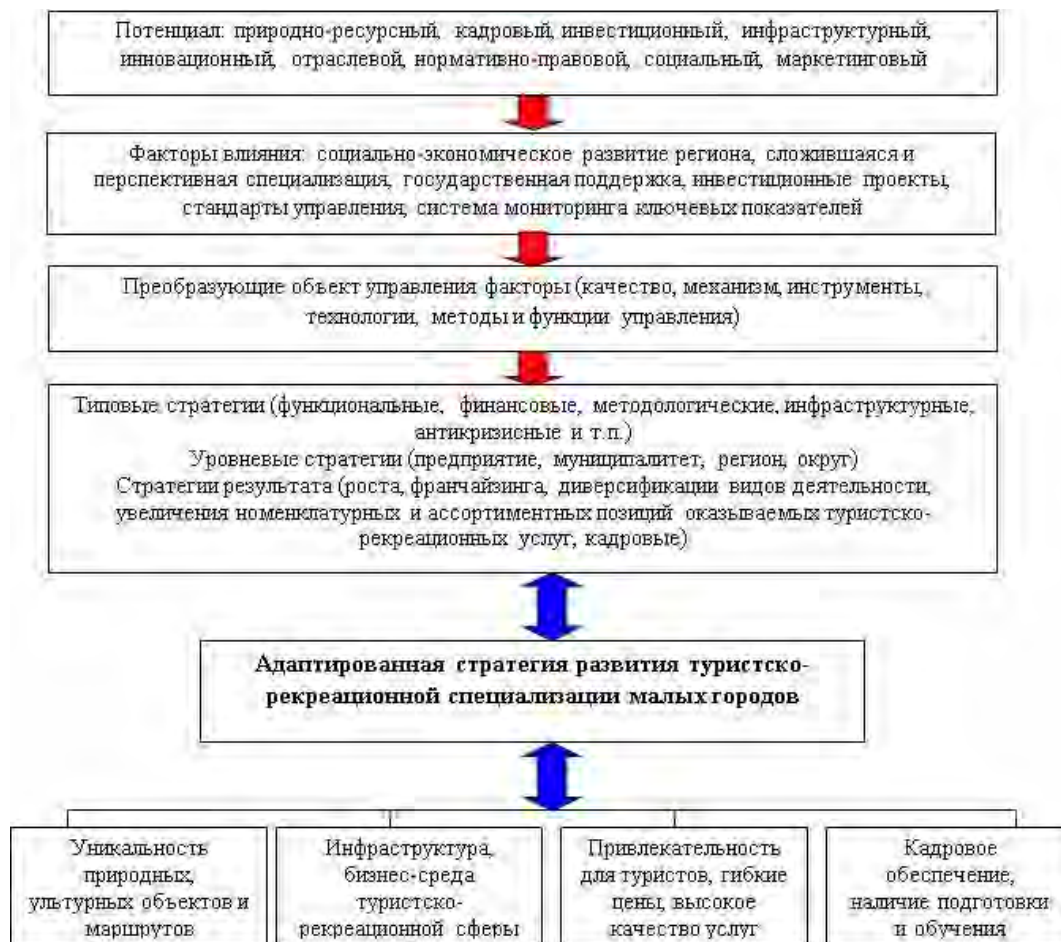 Потенциал: природно-ресурсный, кадровый, инвестиционный, инфраструктурный,
инновационный, отраслевой, нормативно-правовой, социальный, маркетинговый
Факторы влияния: социально-экономическое развитие региона, сложившаяся и
перспективная специализация, государственная поддержка, инвестиционные проекты,
стандарты управления, система мониторинга ключевых показателей
Преобразующие объект управления факторы (качество, механизм, инструменты,
технологии, методы и функции управления)
Типовые стратегии (функциональные, финансовые, методологические, инфраструктурные,
антикризисные и т.п.)
Уровневые стратегии (предприятие, муниципалитет, регион, округ)
Стратегии результата (роста, франчайзинга, диверсификации видов деятельности,
увеличения номенклатурных и ассортиментных позиций оказываемых туристско-
рекреационных услуг, кадровые)
Адаптированная стратегия развития туристско-
рекреационной специализации малых городов
Уникальность
природных,
ультурных объектов и
маршрутов
Инфраструктура,
бизнес-среда
туристско-
рекреационной сферы
Привлекательность
для туристов, гибкие
цены, высокое
качество услуг
Кадровое
обеспечение,
наличие подготовки
и обучения